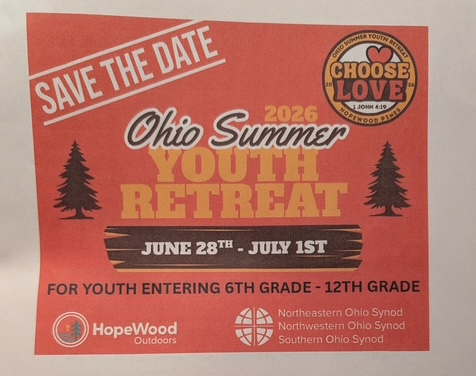 SAVE THE DATE
OHIO SUMMER YOUTH RETREAT
CHOOSE
LOVE
20 26
1 JOHN 4:19
HOPEWOOD PINES
2026
Ohio Summer
YOUTH
RETREAT
JUNE 28TH - JULY 1ST
FOR YOUTH ENTERING 6TH GRADE - 12TH GRADE
HopeWood
Outdoors
Northeastern Ohio Synod
Northwestern Ohio Synod
Southern Ohio Synod